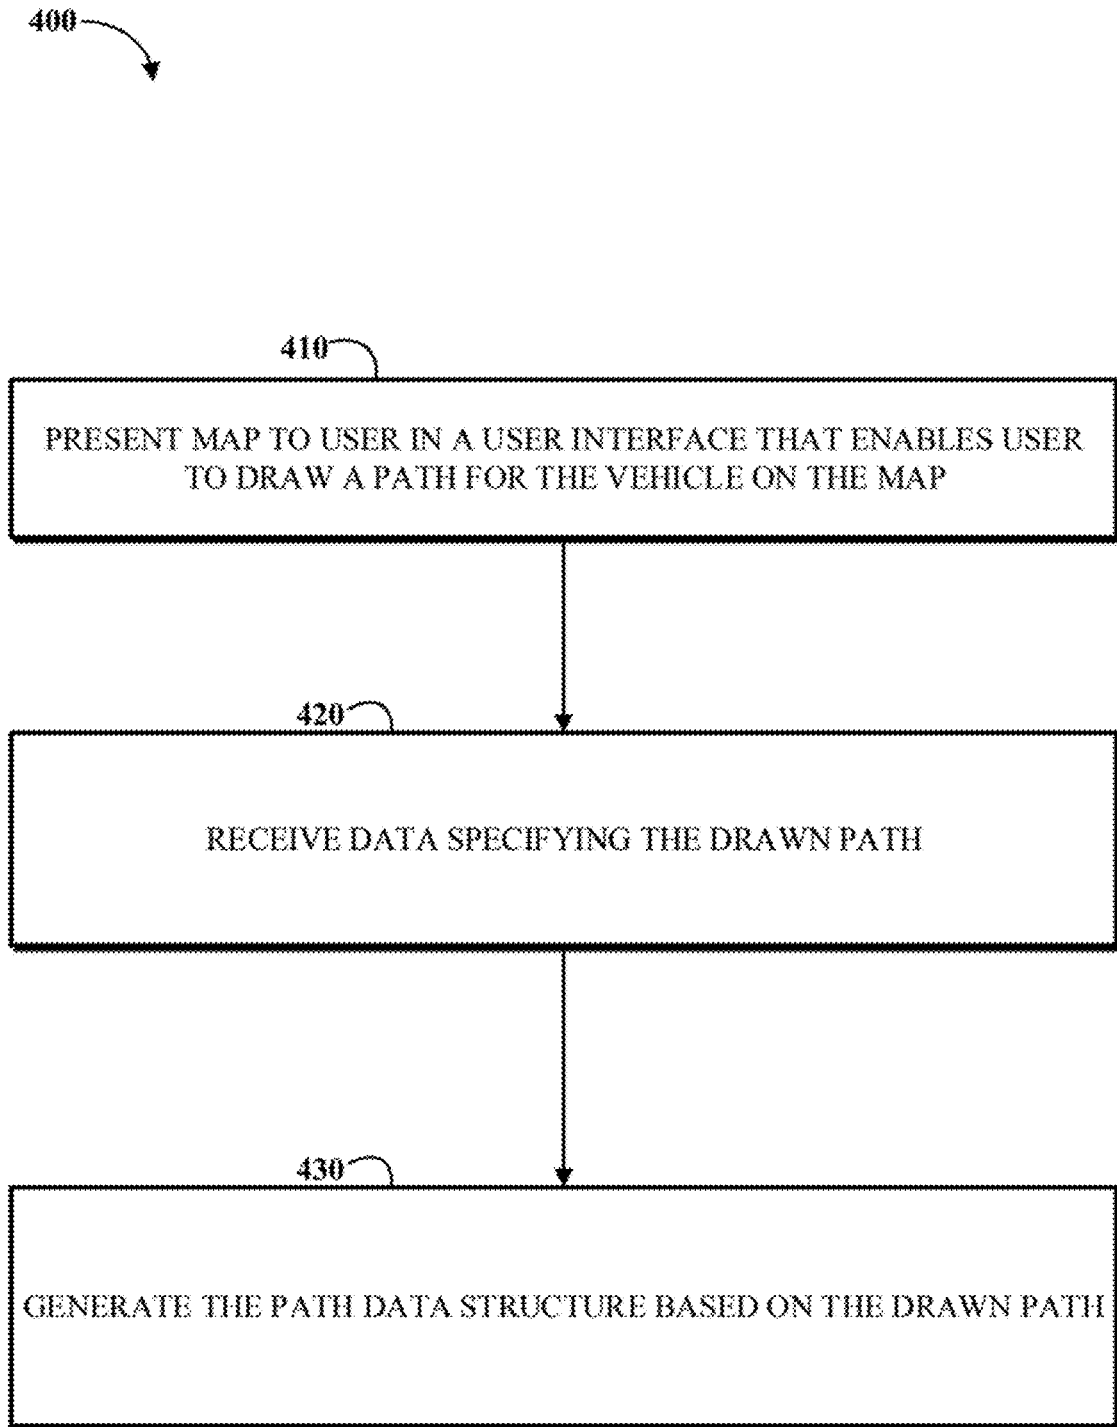 400
410
PRESENT MAP TO USER IN A USER INTERFACE THAT ENABLES USER
TO DRAW A PATH FOR THE VEHICLE ON THE MAP
420
RECEIVE DATA SPECIFYING THE DRAWN PATH
430
GENERATE THE PATH DATA STRUCTURE BASED ON THE DRAWN PATH